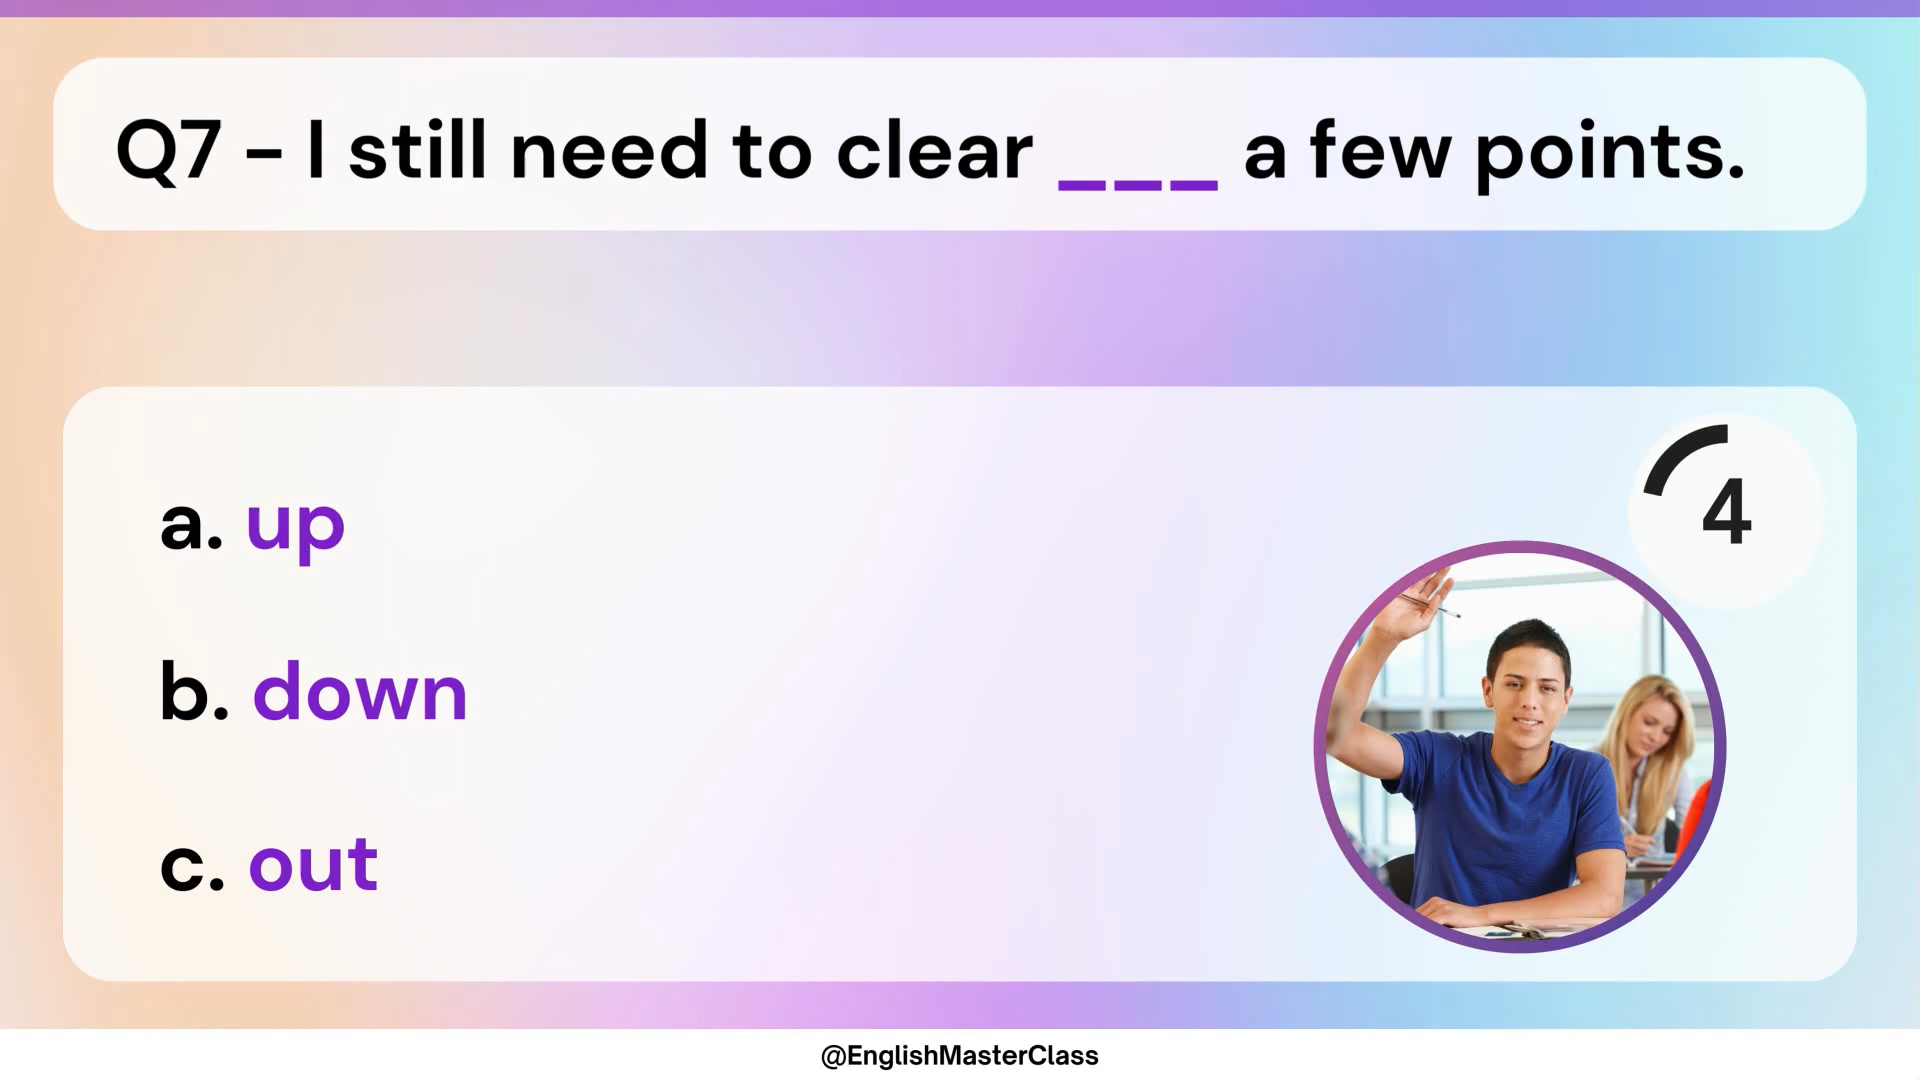 Q7 - I still need to clear ___ a few points.
a. up
4
b. down
c. out
@EnglishMasterClass